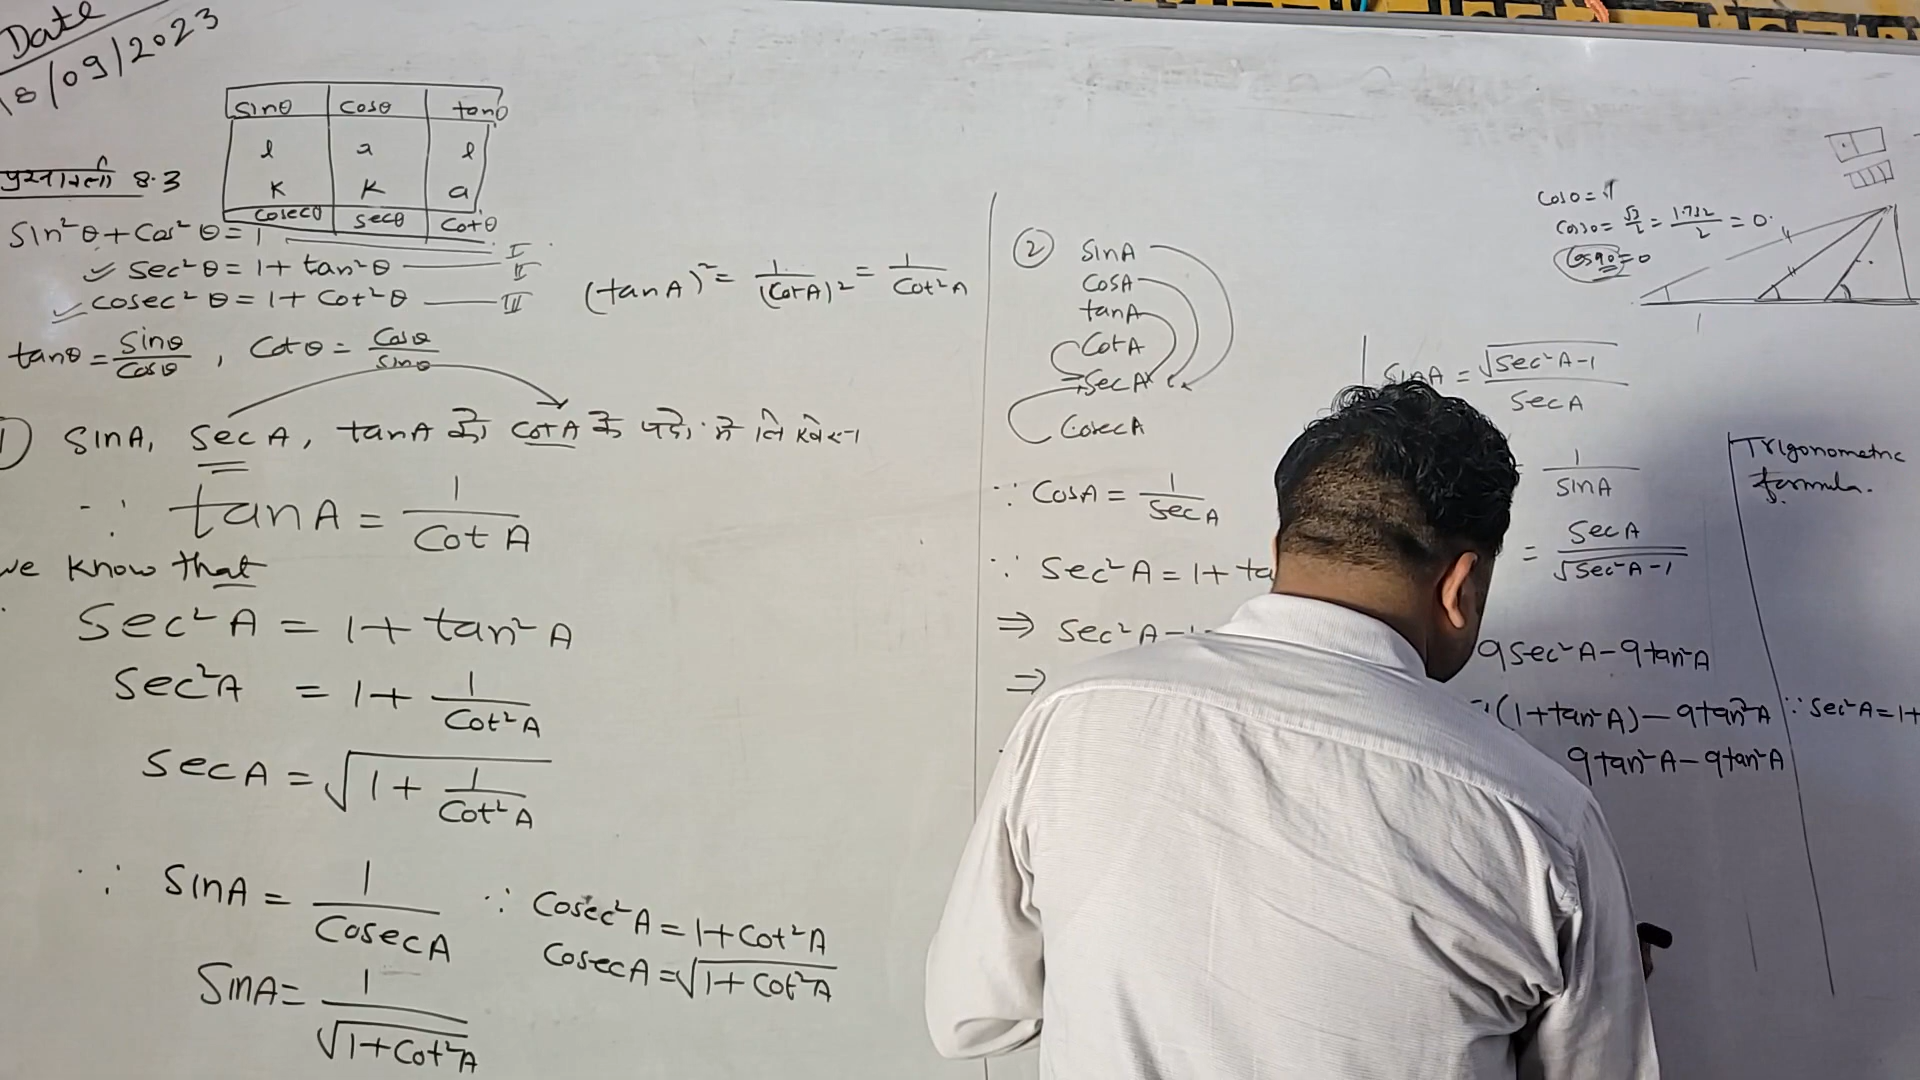 Date
18/09/2023
sinθ cosθ tanθ
l a l
K K a
cosecθ secθ cotθ
8.3
Sin²θ + Cos²θ = 1 I
✓ Sec²θ = 1 + tan²θ II
✓ cosec²θ = 1 + Cot²θ III
tanθ = Sinθ/Cosθ , Cotθ = Cosθ/Sinθ
(tanA)² = 1/(CotA)² = 1/Cot²A
1) SinA, SecA, tanA को CotA के पदों में
∵ tanA = 1/CotA
we know that
Sec²A = 1 + tan²A
Sec²A = 1 + 1/Cot²A
SecA = √(1 + 1/Cot²A)
∵ SinA = 1/CosecA ∵ Cosec²A = 1 + Cot²A
CosecA = √(1 + Cot²A)
SinA = 1/√(1 + Cot²A)
② SinA
CosA
tanA
CotA
SecA
CosecA
∵ CosA = 1/SecA
∵ Sec²A = 1 + ta
⇒ Sec²A -
⇒
Cos30 = √3/2 = 1.732/2 = 0.
Cos90 = 0
SinA = √(Sec²A - 1)/SecA
1/SinA
= SecA/√(Sec²A - 1)
9Sec²A - 9tan²A
(1 + tan²A) - 9tan²A ∵ Sec²A = 1 +
9tan²A - 9tan²A
Trigonometric
formula.